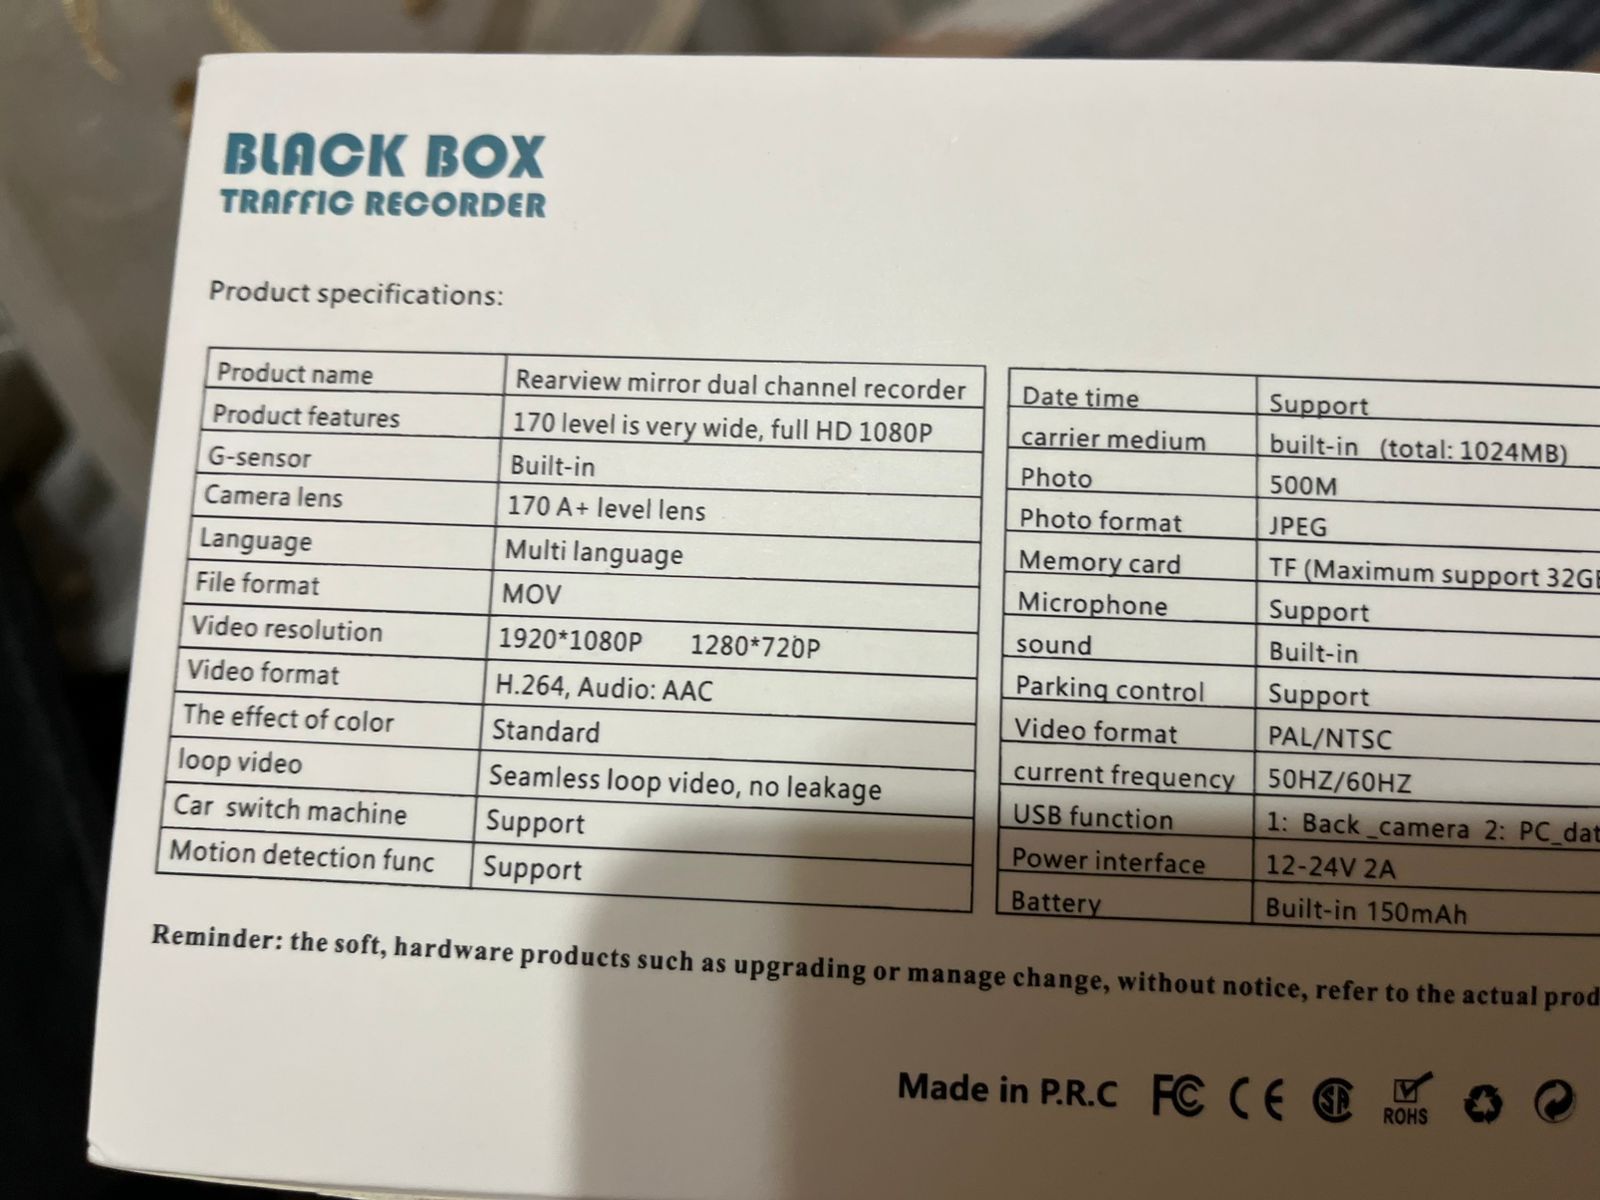 BLACK BOX
TRAFFIC RECORDER
Product specifications:
Product name Rearview mirror dual channel recorder
Product features 170 level is very wide, full HD 1080P
G-sensor Built-in
Camera lens 170 A+ level lens
Language Multi language
File format MOV
Video resolution 1920*1080P 1280*720P
Video format H.264, Audio: AAC
The effect of color Standard
loop video Seamless loop video, no leakage
Car switch machine Support
Motion detection func Support
Date time Support
carrier medium built-in (total: 1024MB)
Photo 500M
Photo format JPEG
Memory card TF (Maximum support 32G
Microphone Support
sound Built-in
Parking control Support
Video format PAL/NTSC
current frequency 50HZ/60HZ
USB function 1: Back_camera 2: PC_dat
Power interface 12-24V 2A
Battery Built-in 150mAh
Reminder: the soft, hardware products such as upgrading or manage change, without notice, refer to the actual prod
Made in P.R.C FC CE SA ROHS